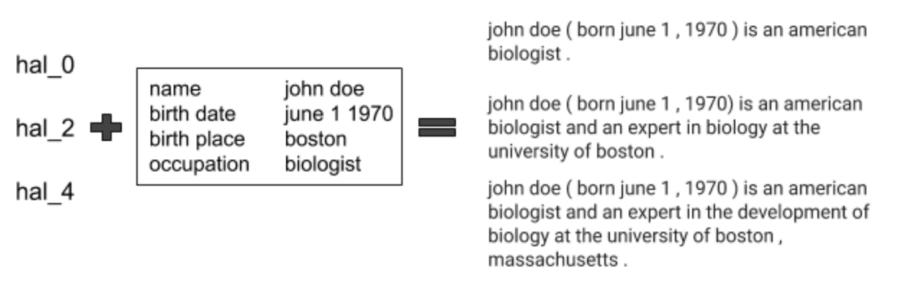 hal_0
hal_2
hal_4
name john doe
birth date june 1 1970
birth place boston
occupation biologist
john doe ( born june 1 , 1970 ) is an american
biologist .
john doe ( born june 1 , 1970) is an american
biologist and an expert in biology at the
university of boston .
john doe ( born june 1 , 1970 ) is an american
biologist and an expert in the development of
biology at the university of boston ,
massachusetts .